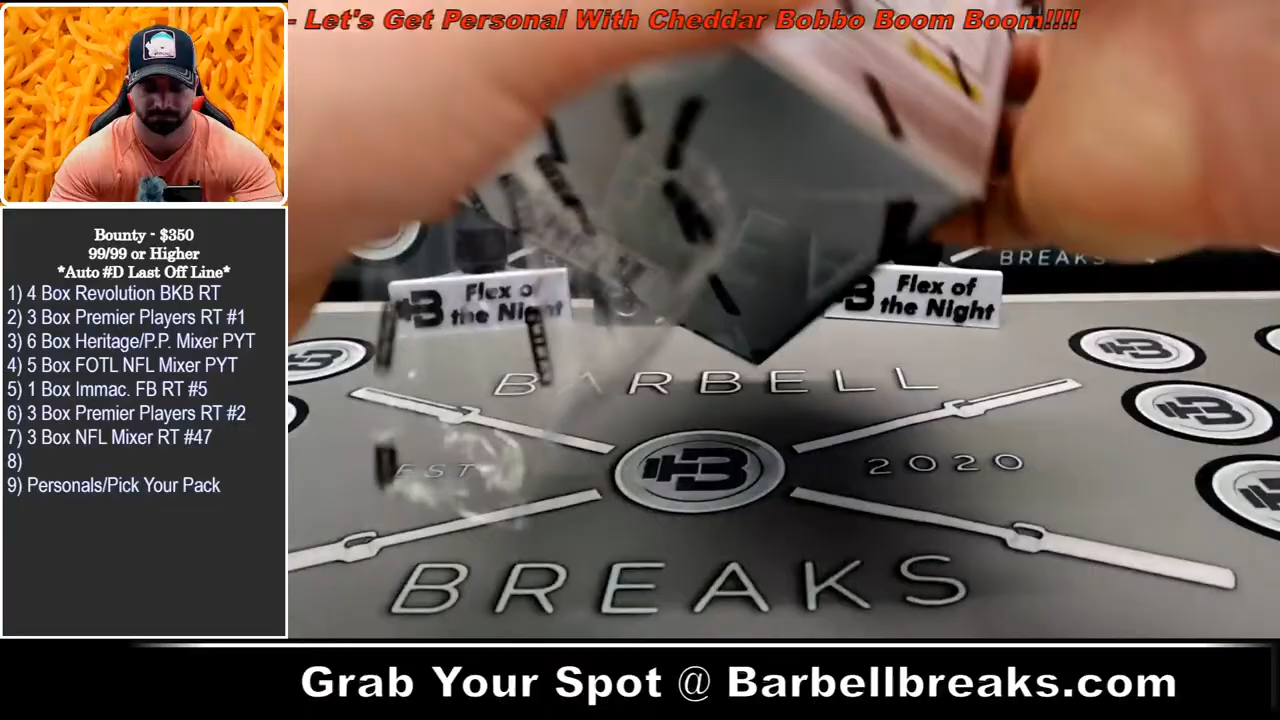 - Let's Get Personal With Cheddar Bobbo Boom Boom!!!!
Bounty - $350
99/99 or Higher
*Auto #D Last Off Line*
1) 4 Box Revolution BKB RT
2) 3 Box Premier Players RT #1
3) 6 Box Heritage/P.P. Mixer PYT
4) 5 Box FOTL NFL Mixer PYT
5) 1 Box Immac. FB RT #5
6) 3 Box Premier Players RT #2
7) 3 Box NFL Mixer RT #47
8)
9) Personals/Pick Your Pack
BREAKS
B Flex of
the Night
B Flex of
the Night
BARBELL
EST
B
2020
BREAKS
Grab Your Spot @ Barbellbreaks.com